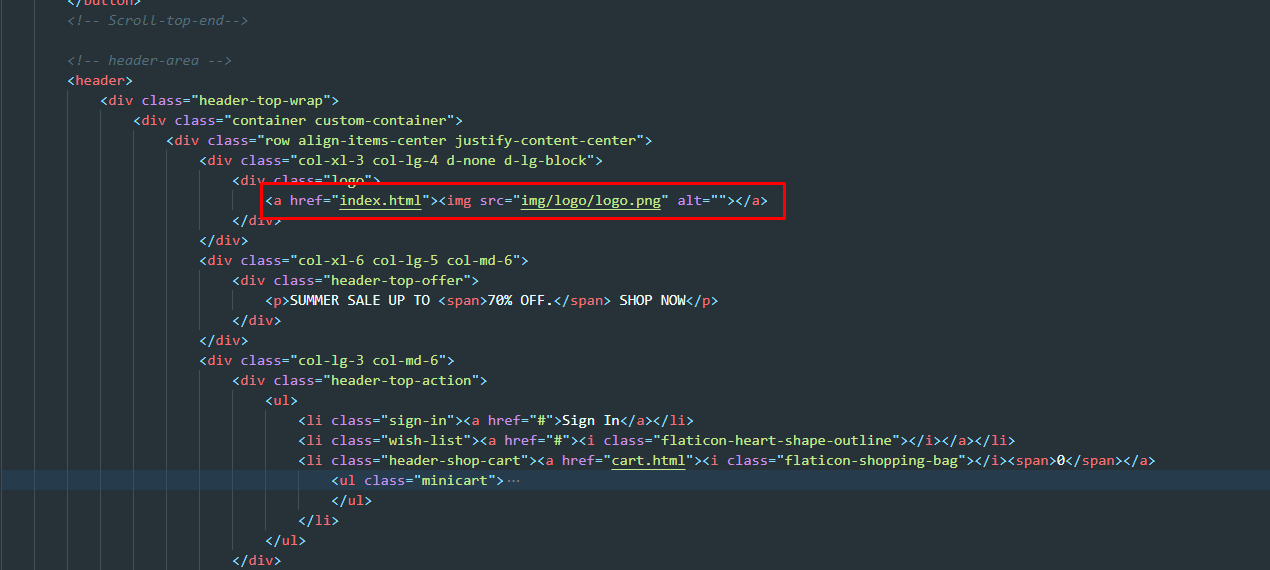 </button>
<!-- Scroll-top-end-->
<!-- header-area -->
<header>
<div class="header-top-wrap">
<div class="container custom-container">
<div class="row align-items-center justify-content-center">
<div class="col-xl-3 col-lg-4 d-none d-lg-block">
<div class="logo">
<a href="index.html"><img src="img/logo/logo.png" alt=""></a>
</div>
</div>
<div class="col-xl-6 col-lg-5 col-md-6">
<div class="header-top-offer">
<p>SUMMER SALE UP TO <span>70% OFF.</span> SHOP NOW</p>
</div>
</div>
<div class="col-lg-3 col-md-6">
<div class="header-top-action">
<ul>
<li class="sign-in"><a href="#">Sign In</a></li>
<li class="wish-list"><a href="#"><i class="flaticon-heart-shape-outline"></i></a></li>
<li class="header-shop-cart"><a href="cart.html"><i class="flaticon-shopping-bag"></i><span>0</span></a>
<ul class="minicart">···
</ul>
</li>
</ul>
</div>